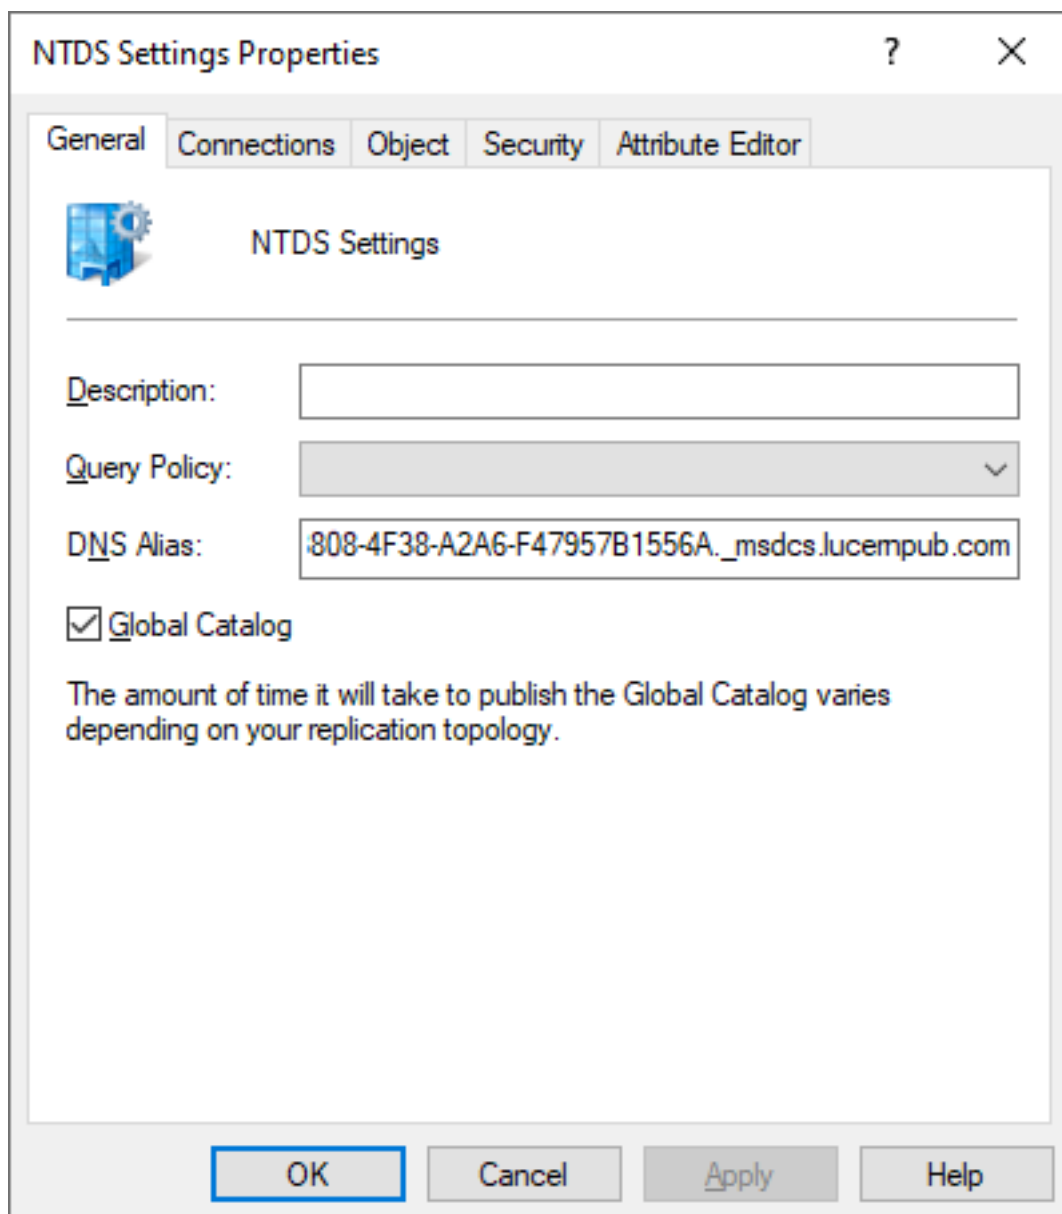 NTDS Settings Properties
?
General Connections Object Security Attribute Editor
NTDS Settings
Description:
Query Policy:
DNS Alias: 808-4F38-A2A6-F47957B1556A._msdcs.lucernpub.com
Global Catalog
The amount of time it will take to publish the Global Catalog varies
depending on your replication topology.
OK Cancel Apply Help